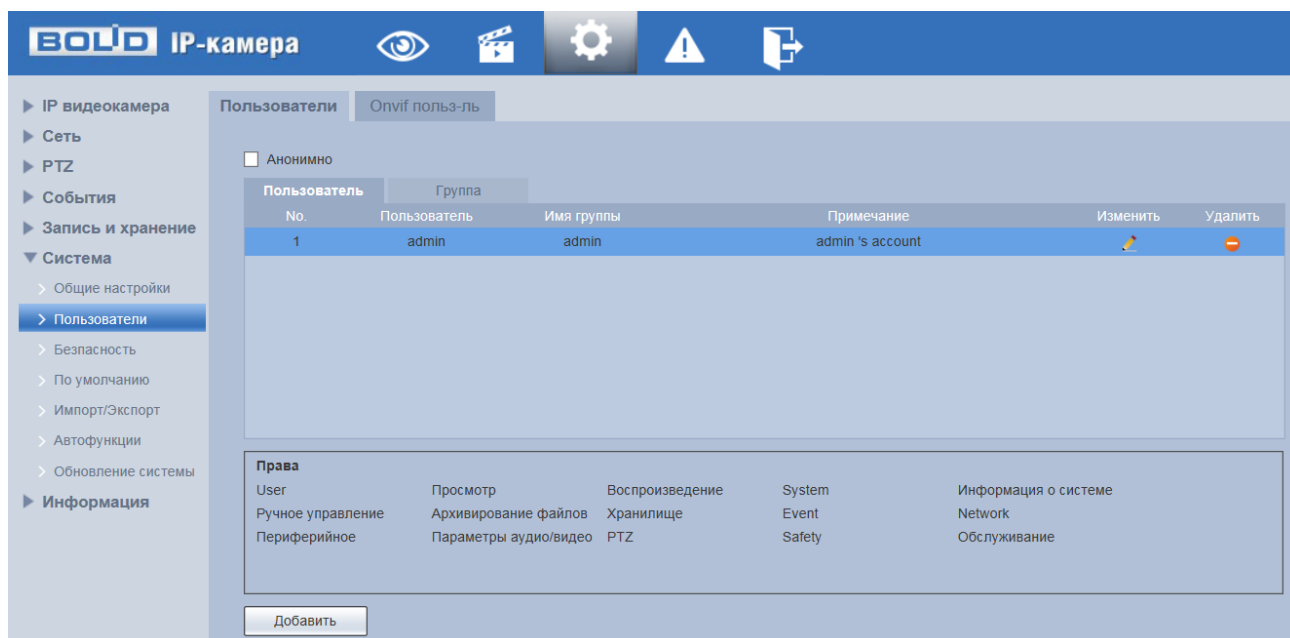 BOLID IP-камера
IP видеокамера
Сеть
PTZ
События
Запись и хранение
Система
Общие настройки
Пользователи
Безпасность
По умолчанию
Импорт/Экспорт
Автофункции
Обновление системы
Информация
Пользователи Onvif польз-ль
Анонимно
Пользователь Группа
No. Пользователь Имя группы Примечание Изменить Удалить
1 admin admin admin 's account
Права
User Просмотр Воспроизведение System Информация о системе
Ручное управление Архивирование файлов Хранилище Event Network
Периферийное Параметры аудио/видео PTZ Safety Обслуживание
Добавить